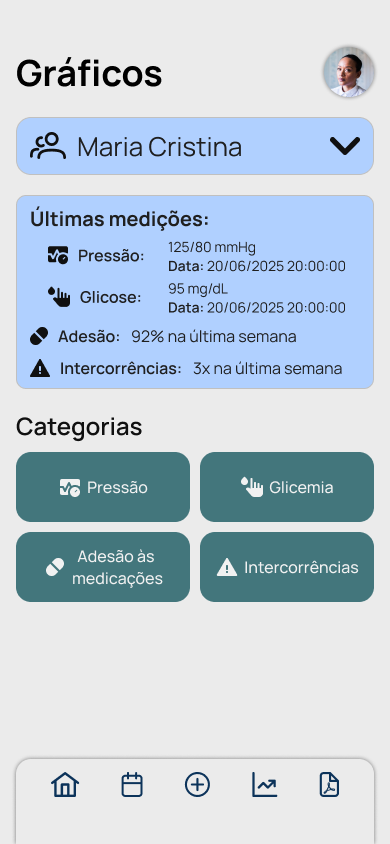 Gráficos
Maria Cristina
Últimas medições:
Pressão: 125/80 mmHg
Data: 20/06/2025 20:00:00
Glicose: 95 mg/dL
Data: 20/06/2025 20:00:00
Adesão: 92% na última semana
Intercorrências: 3x na última semana
Categorias
Pressão
Glicemia
Adesão às
medicações
Intercorrências